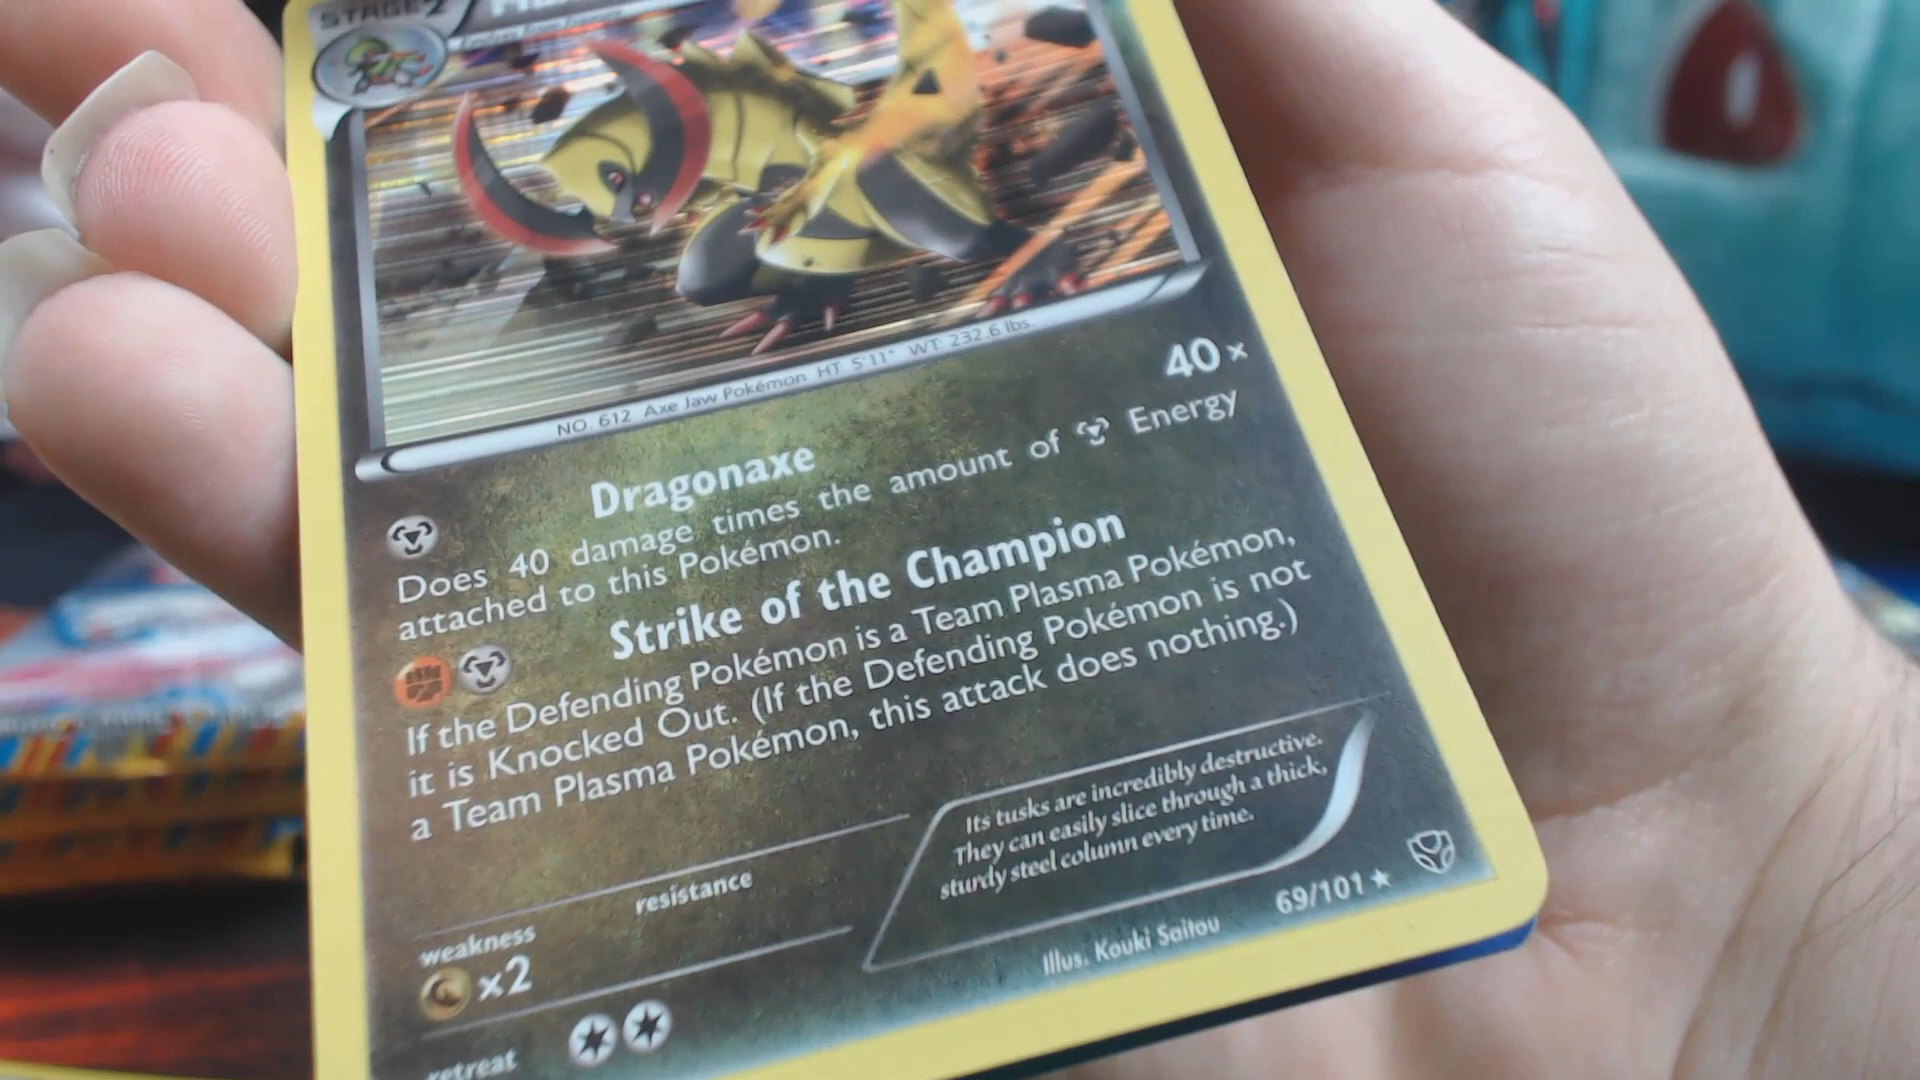 STAGE 2
NO. 612 Axe Jaw Pokémon HT 5'11" WT: 232.6 lbs.
Dragonaxe 40×
Does 40 damage times the amount of Energy
attached to this Pokémon.
Strike of the Champion
If the Defending Pokémon is a Team Plasma Pokémon,
it is Knocked Out. (If the Defending Pokémon is not
a Team Plasma Pokémon, this attack does nothing.)
Its tusks are incredibly destructive.
They can easily slice through a thick,
sturdy steel column every time.
weakness
×2
resistance
retreat
Illus. Kouki Saitou
69/101 ★